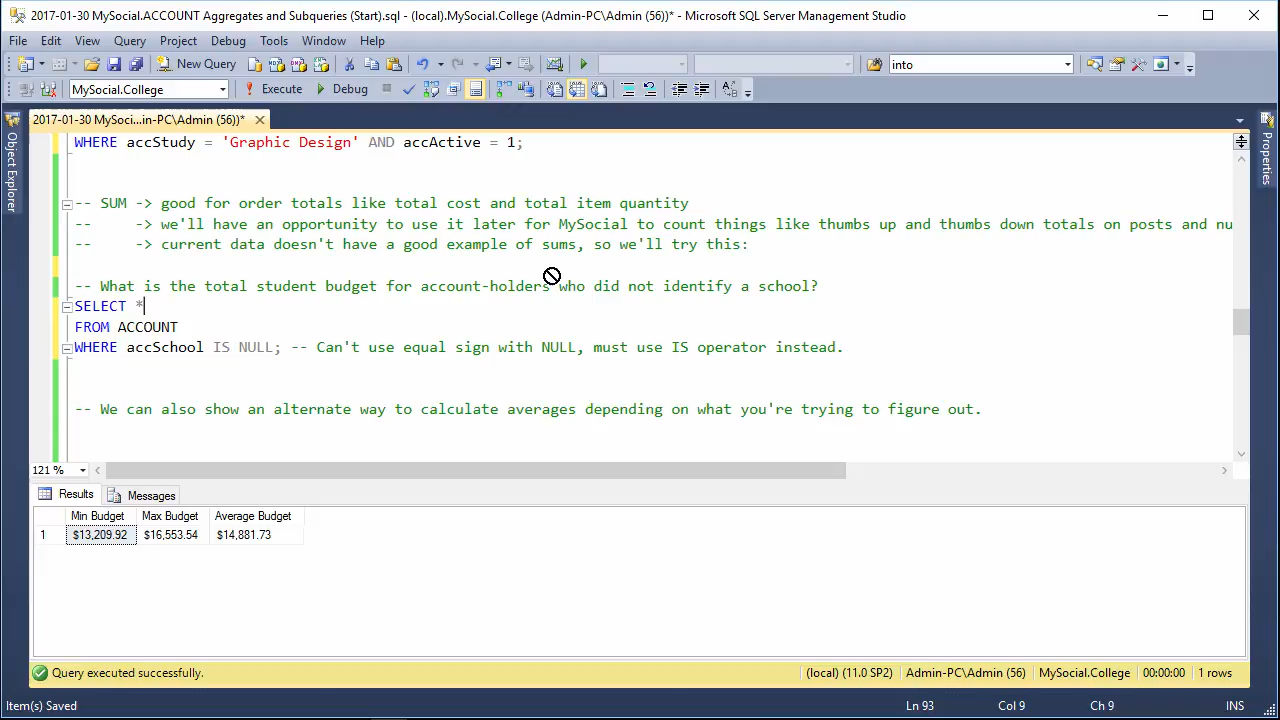 2017-01-30 MySocial.ACCOUNT Aggregates and Subqueries (Start).sql - (local).MySocial.College (Admin-PC\Admin (56))* - Microsoft SQL Server Management Studio
File Edit View Query Project Debug Tools Window Help
New Query into
MySocial.College Execute Debug
2017-01-30 MySoci...in-PC\Admin (56))*
Object Explorer
Properties
WHERE accStudy = 'Graphic Design' AND accActive = 1;
-- SUM -> good for order totals like total cost and total item quantity
-- -> we'll have an opportunity to use it later for MySocial to count things like thumbs up and thumbs down totals on posts and nu
-- -> current data doesn't have a good example of sums, so we'll try this:
-- What is the total student budget for account-holders who did not identify a school?
SELECT *
FROM ACCOUNT
WHERE accSchool IS NULL; -- Can't use equal sign with NULL, must use IS operator instead.
-- We can also show an alternate way to calculate averages depending on what you're trying to figure out.
121 %
Results Messages
Min Budget Max Budget Average Budget
1 $13,209.92 $16,553.54 $14,881.73
Query executed successfully. (local) (11.0 SP2) Admin-PC\Admin (56) MySocial.College 00:00:00 1 rows
Item(s) Saved Ln 93 Col 9 Ch 9 INS